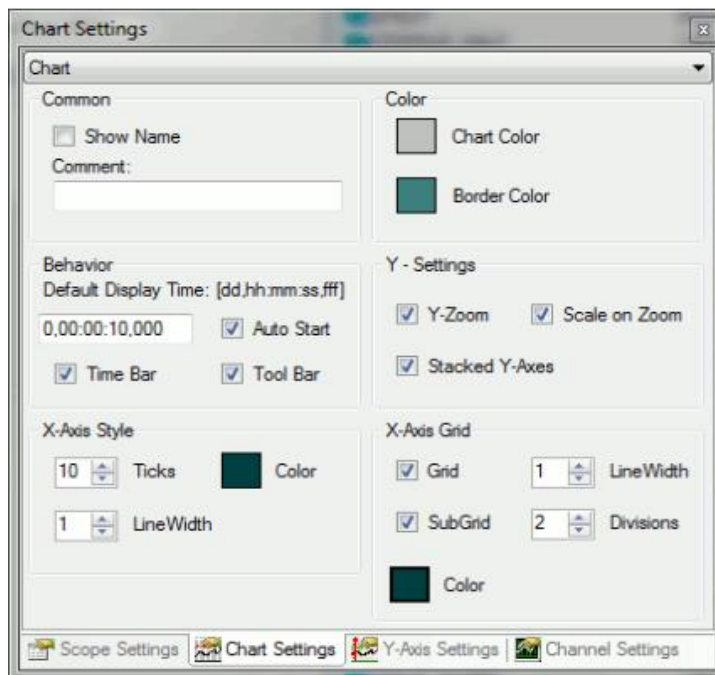 Chart Settings
Chart
Common
Show Name
Comment:
Color
Chart Color
Border Color
Behavior
Default Display Time: [dd,hh:mm:ss,fff]
0,00:00:10,000
Auto Start
Time Bar
Tool Bar
Y - Settings
Y-Zoom
Scale on Zoom
Stacked Y-Axes
X-Axis Style
10
Ticks
Color
1
LineWidth
X-Axis Grid
Grid
1
LineWidth
SubGrid
2
Divisions
Color
Scope Settings
Chart Settings
Y-Axis Settings
Channel Settings